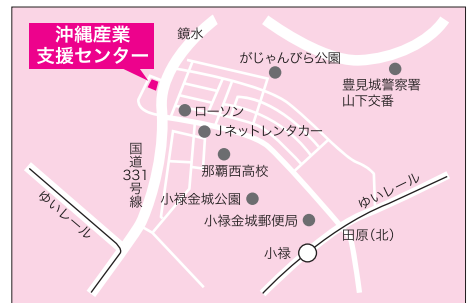 沖縄産業
支援センター
鏡水
がじゃんびら公園
豊見城警察署
山下交番
ローソン
Jネットレンタカー
国道331号線
那覇西高校
ゆいレール
小禄金城公園
ゆいレール
小禄金城郵便局
田原(北)
小禄